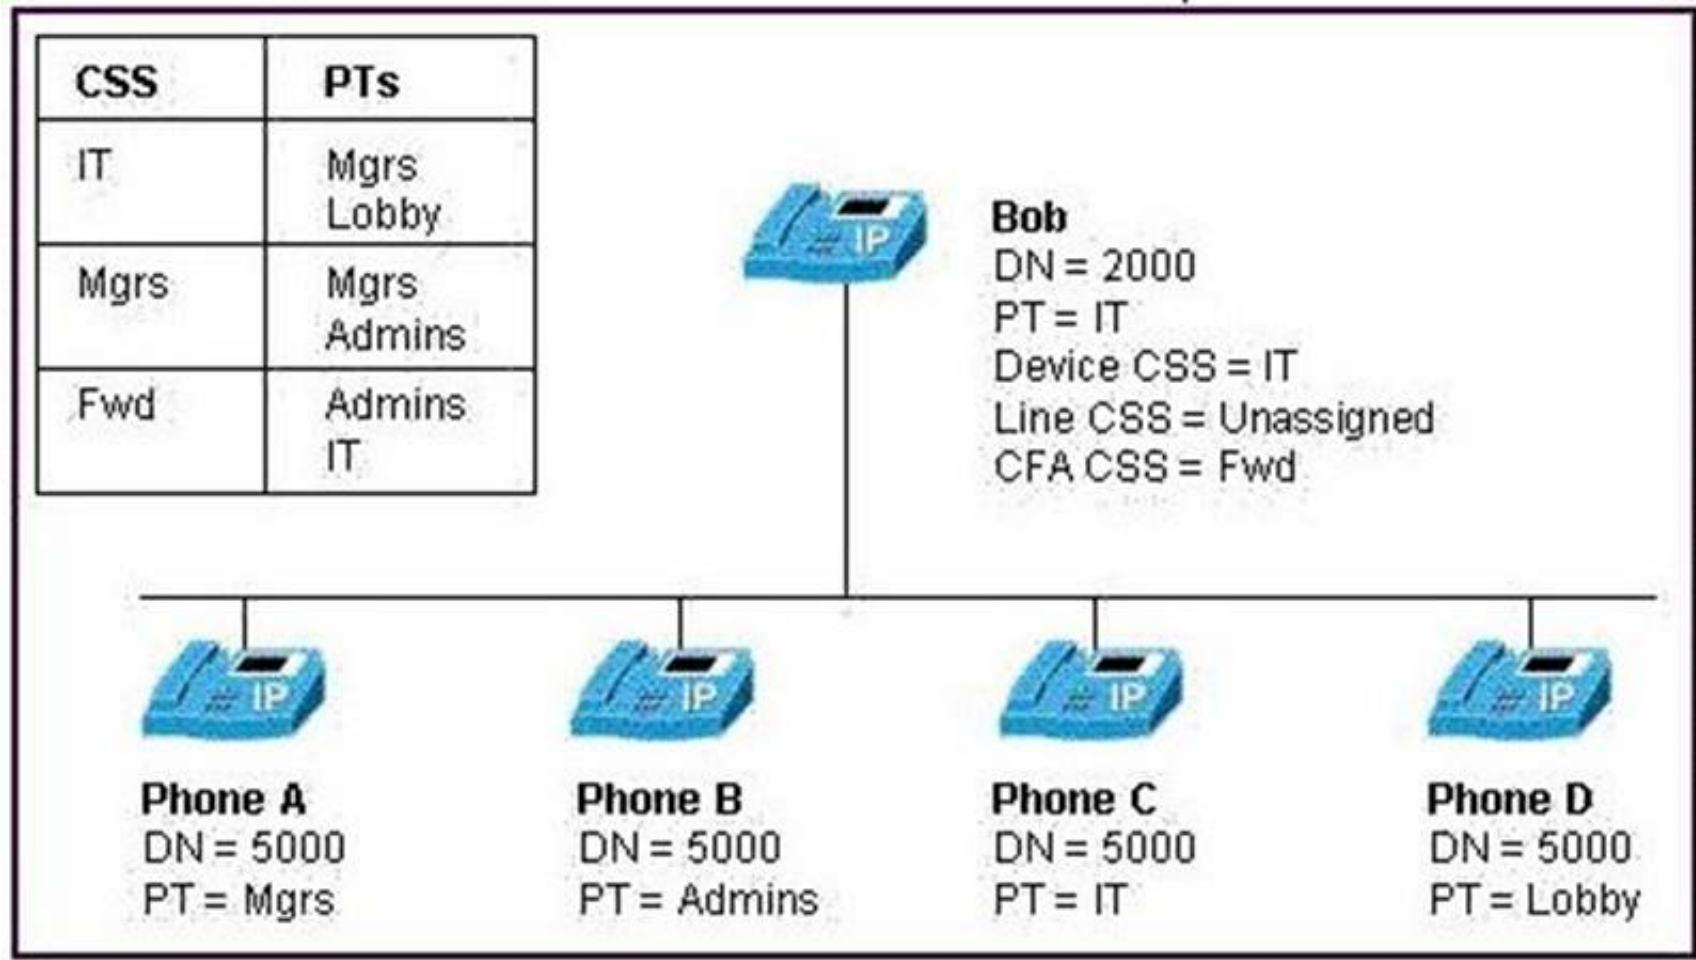 CSS PTs
IT Mgrs
Lobby
Mgrs Mgrs
Admins
Fwd Admins
IT
IP
Bob
DN = 2000
PT = IT
Device CSS = IT
Line CSS = Unassigned
CFA CSS = Fwd
IP
Phone A
DN = 5000
PT = Mgrs
IP
Phone B
DN = 5000
PT = Admins
IP
Phone C
DN = 5000
PT = IT
IP
Phone D
DN = 5000
PT = Lobby